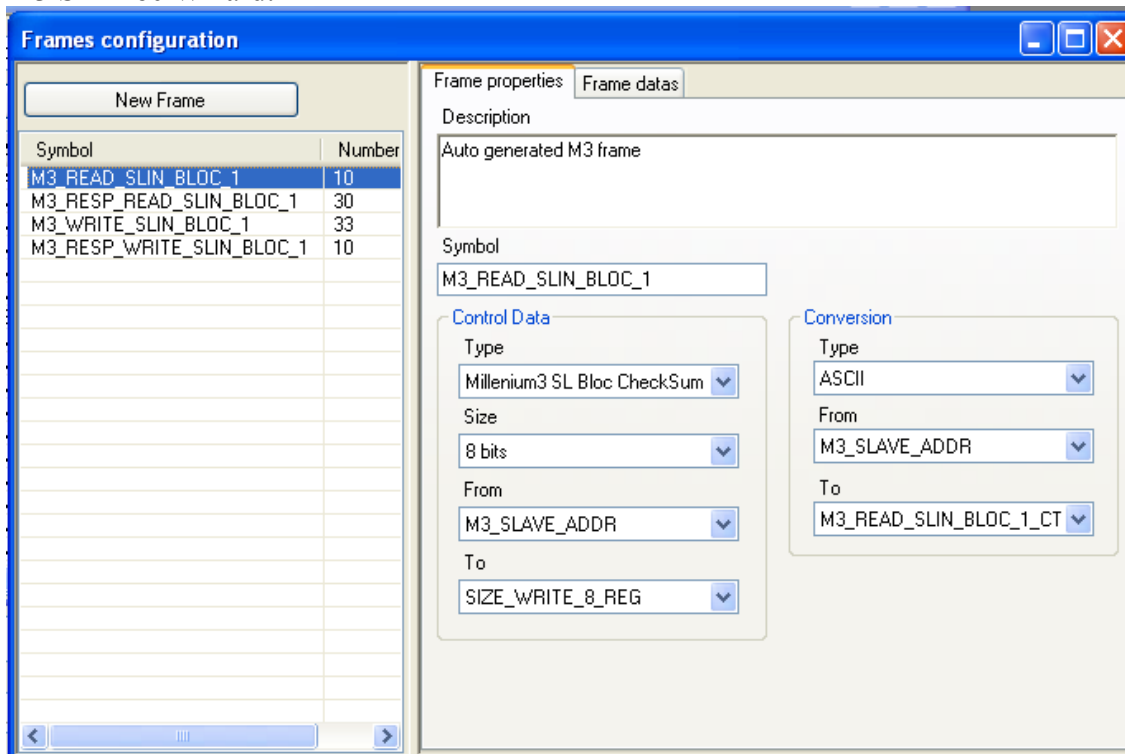 Frames configuration
New Frame
Symbol Number
M3_READ_SLIN_BLOC_1 10
M3_RESP_READ_SLIN_BLOC_1 30
M3_WRITE_SLIN_BLOC_1 33
M3_RESP_WRITE_SLIN_BLOC_1 10
Frame properties Frame datas
Description
Auto generated M3 frame
Symbol
M3_READ_SLIN_BLOC_1
Control Data
Type
Millenium3 SL Bloc CheckSum
Size
8 bits
From
M3_SLAVE_ADDR
To
SIZE_WRITE_8_REG
Conversion
Type
ASCII
From
M3_SLAVE_ADDR
To
M3_READ_SLIN_BLOC_1_CT